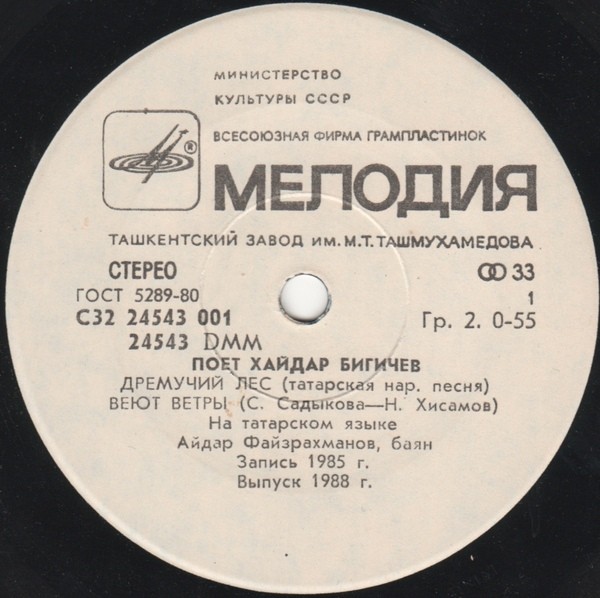 МИНИСТЕРСТВО
КУЛЬТУРЫ СССР
ВСЕСОЮЗНАЯ ФИРМА ГРАМПЛАСТИНОК
®
МЕЛОДИЯ
ТАШКЕНТСКИЙ ЗАВОД ИМ. М.Т. ТАШМУХАМЕДОВА
СТЕРЕО 33
ГОСТ 5289-80 1
С32 24543 001 Гр. 2. 0-55
24543 DMM
ПОЕТ ХАЙДАР БИГИЧЕВ
ДРЕМУЧИЙ ЛЕС (татарская нар. песня)
ВЕЮТ ВЕТРЫ (С. Садыкова—Н. Хисамов)
На татарском языке
Айдар Файзрахманов, баян
Запись 1985 г.
Выпуск 1988 г.